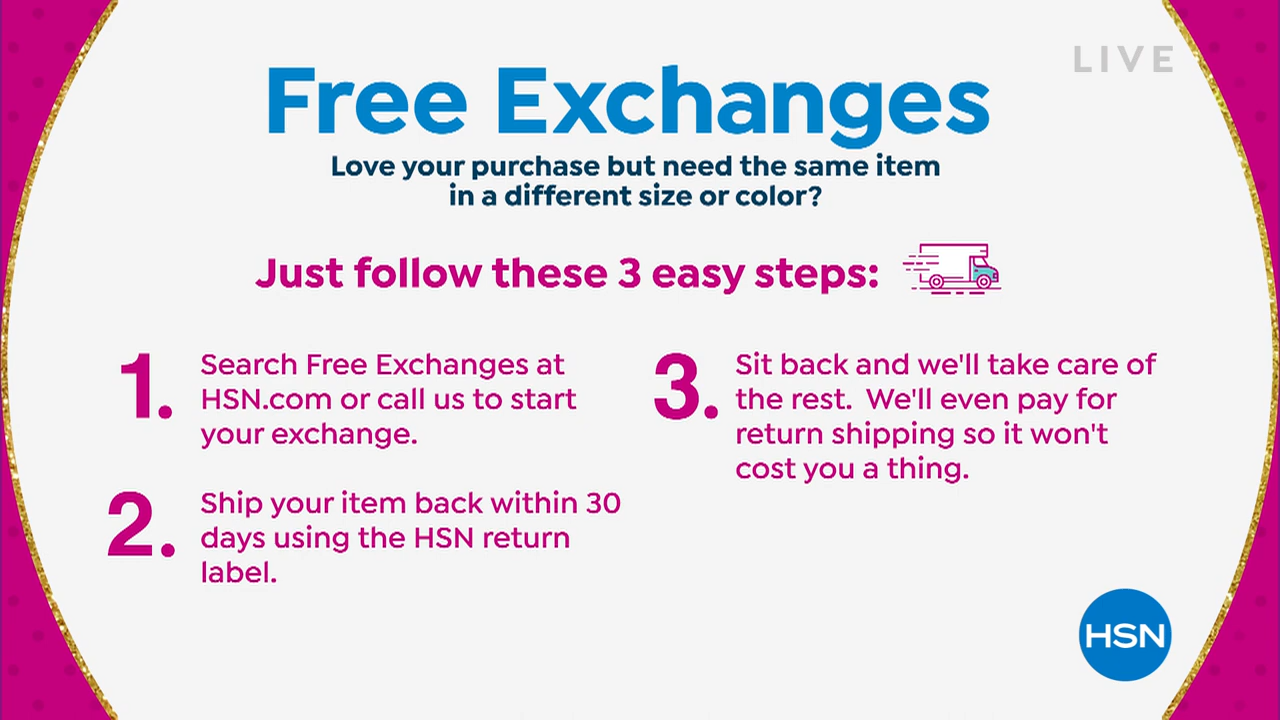 LIVE
Free Exchanges
Love your purchase but need the same item
in a different size or color?
Just follow these 3 easy steps:
1. Search Free Exchanges at
HSN.com or call us to start
your exchange.
2. Ship your item back within 30
days using the HSN return
label.
3. Sit back and we'll take care of
the rest. We'll even pay for
return shipping so it won't
cost you a thing.
HSN